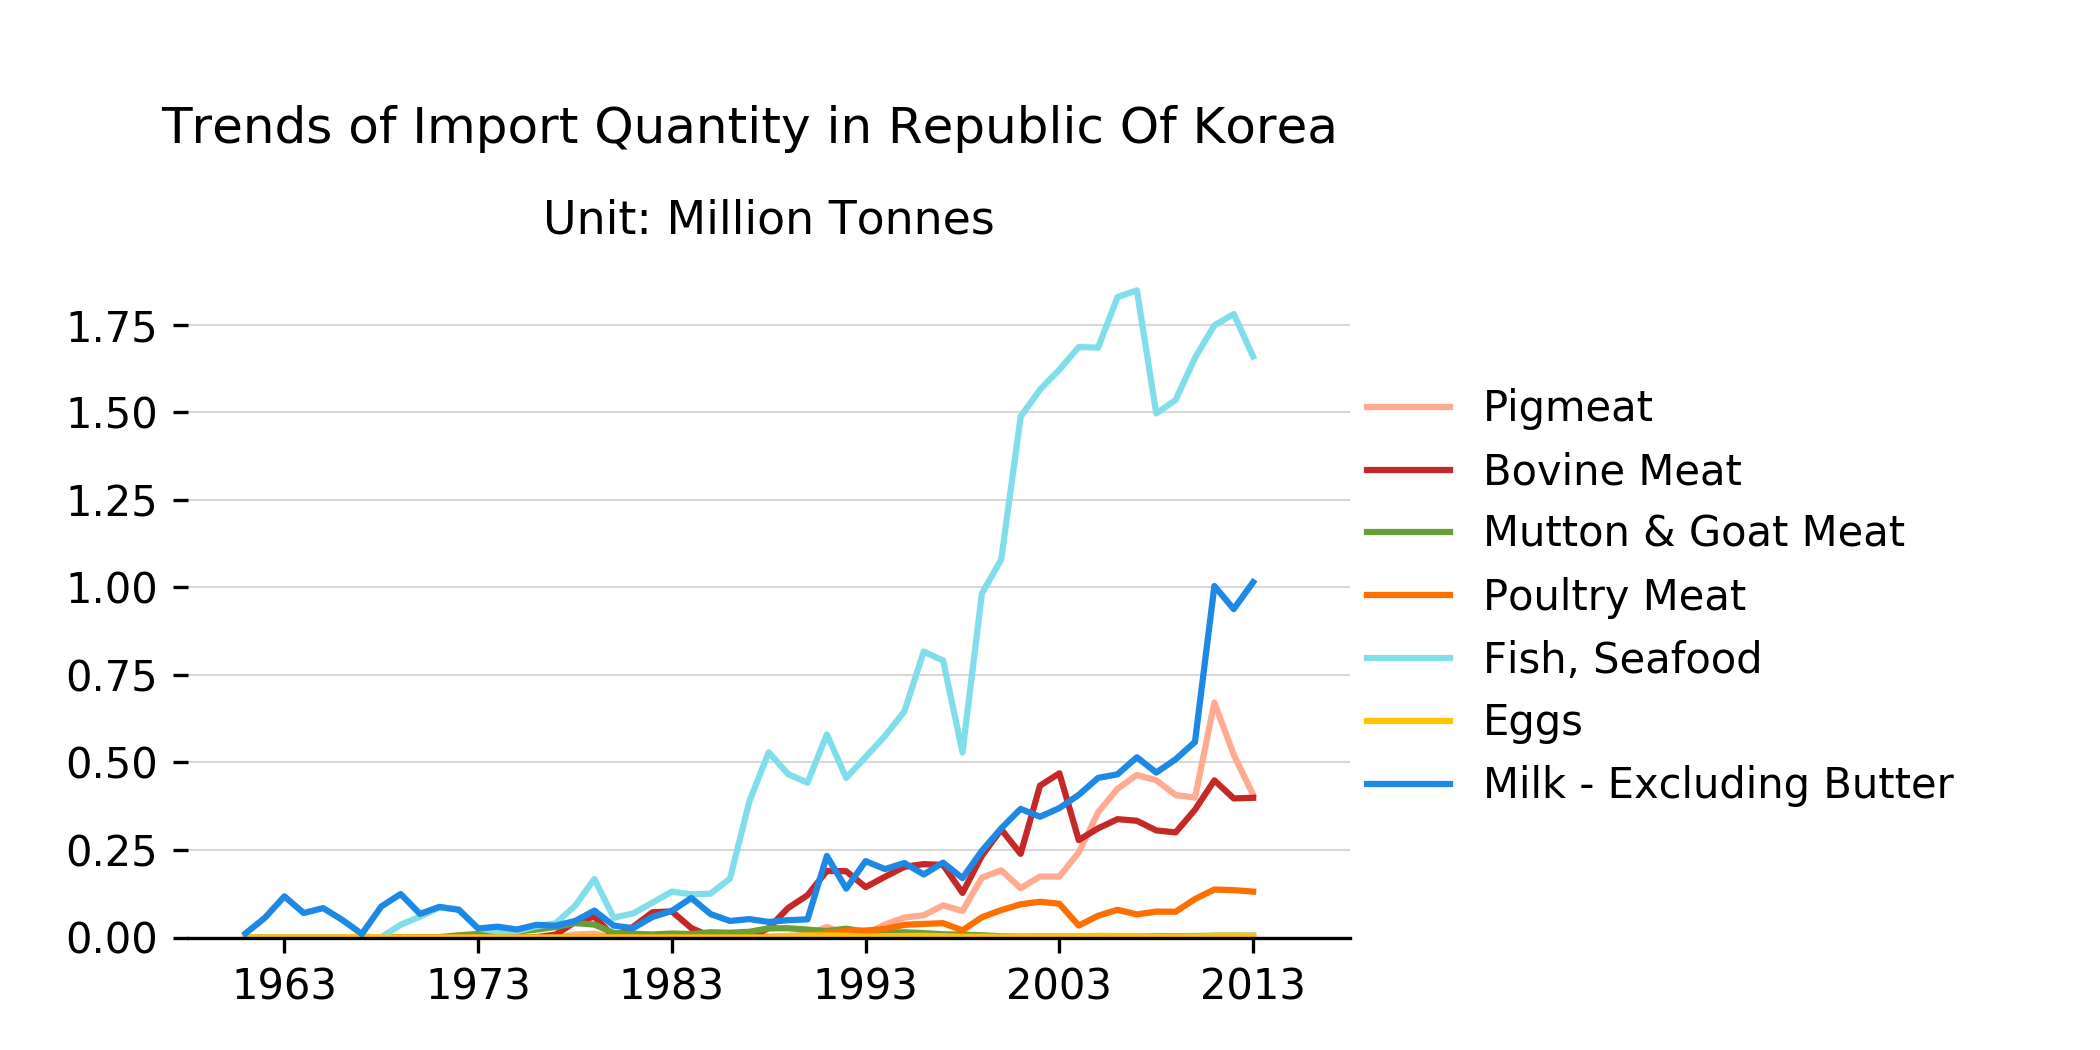 Trends of Import Quantity in Republic Of Korea
Unit: Million Tonnes
1.75
1.50
1.25
1.00
0.75
0.50
0.25
0.00
1963 1973 1983 1993 2003 2013
Pigmeat
Bovine Meat
Mutton & Goat Meat
Poultry Meat
Fish, Seafood
Eggs
Milk - Excluding Butter